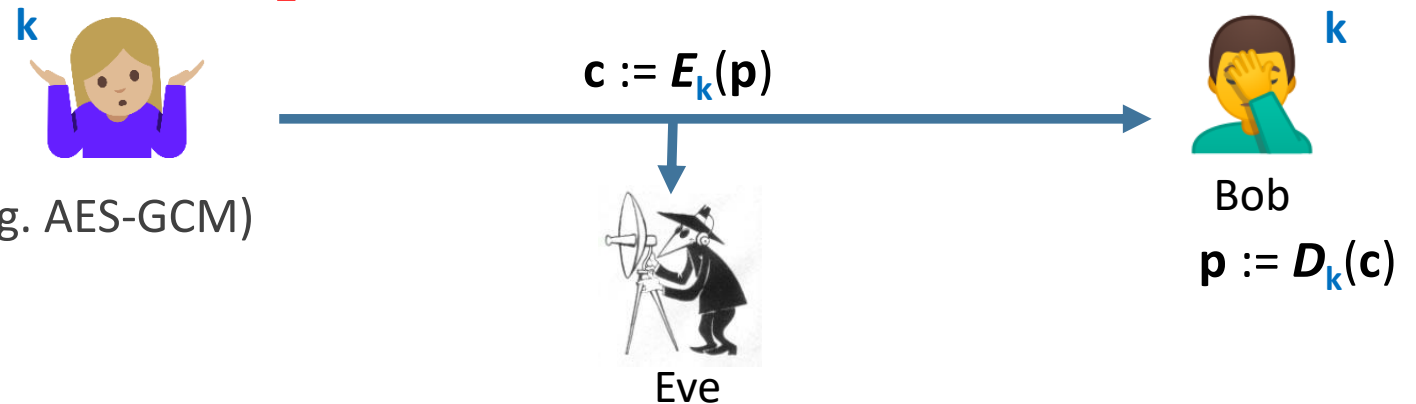 k
k
c := Eₖ(p)
g. AES-GCM)
Bob
p := Dₖ(c)
Eve